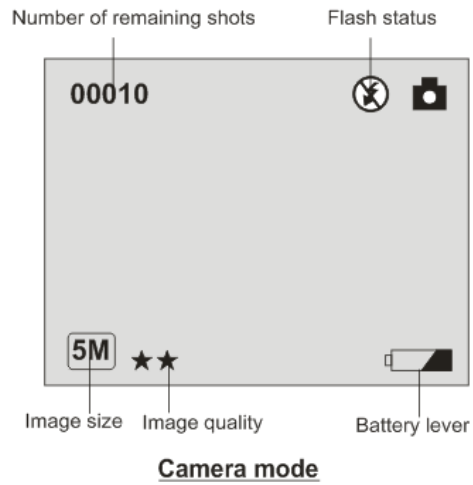 Number of remaining shots
Flash status
00010
5M
Image size
Image quality
Battery lever
Camera mode